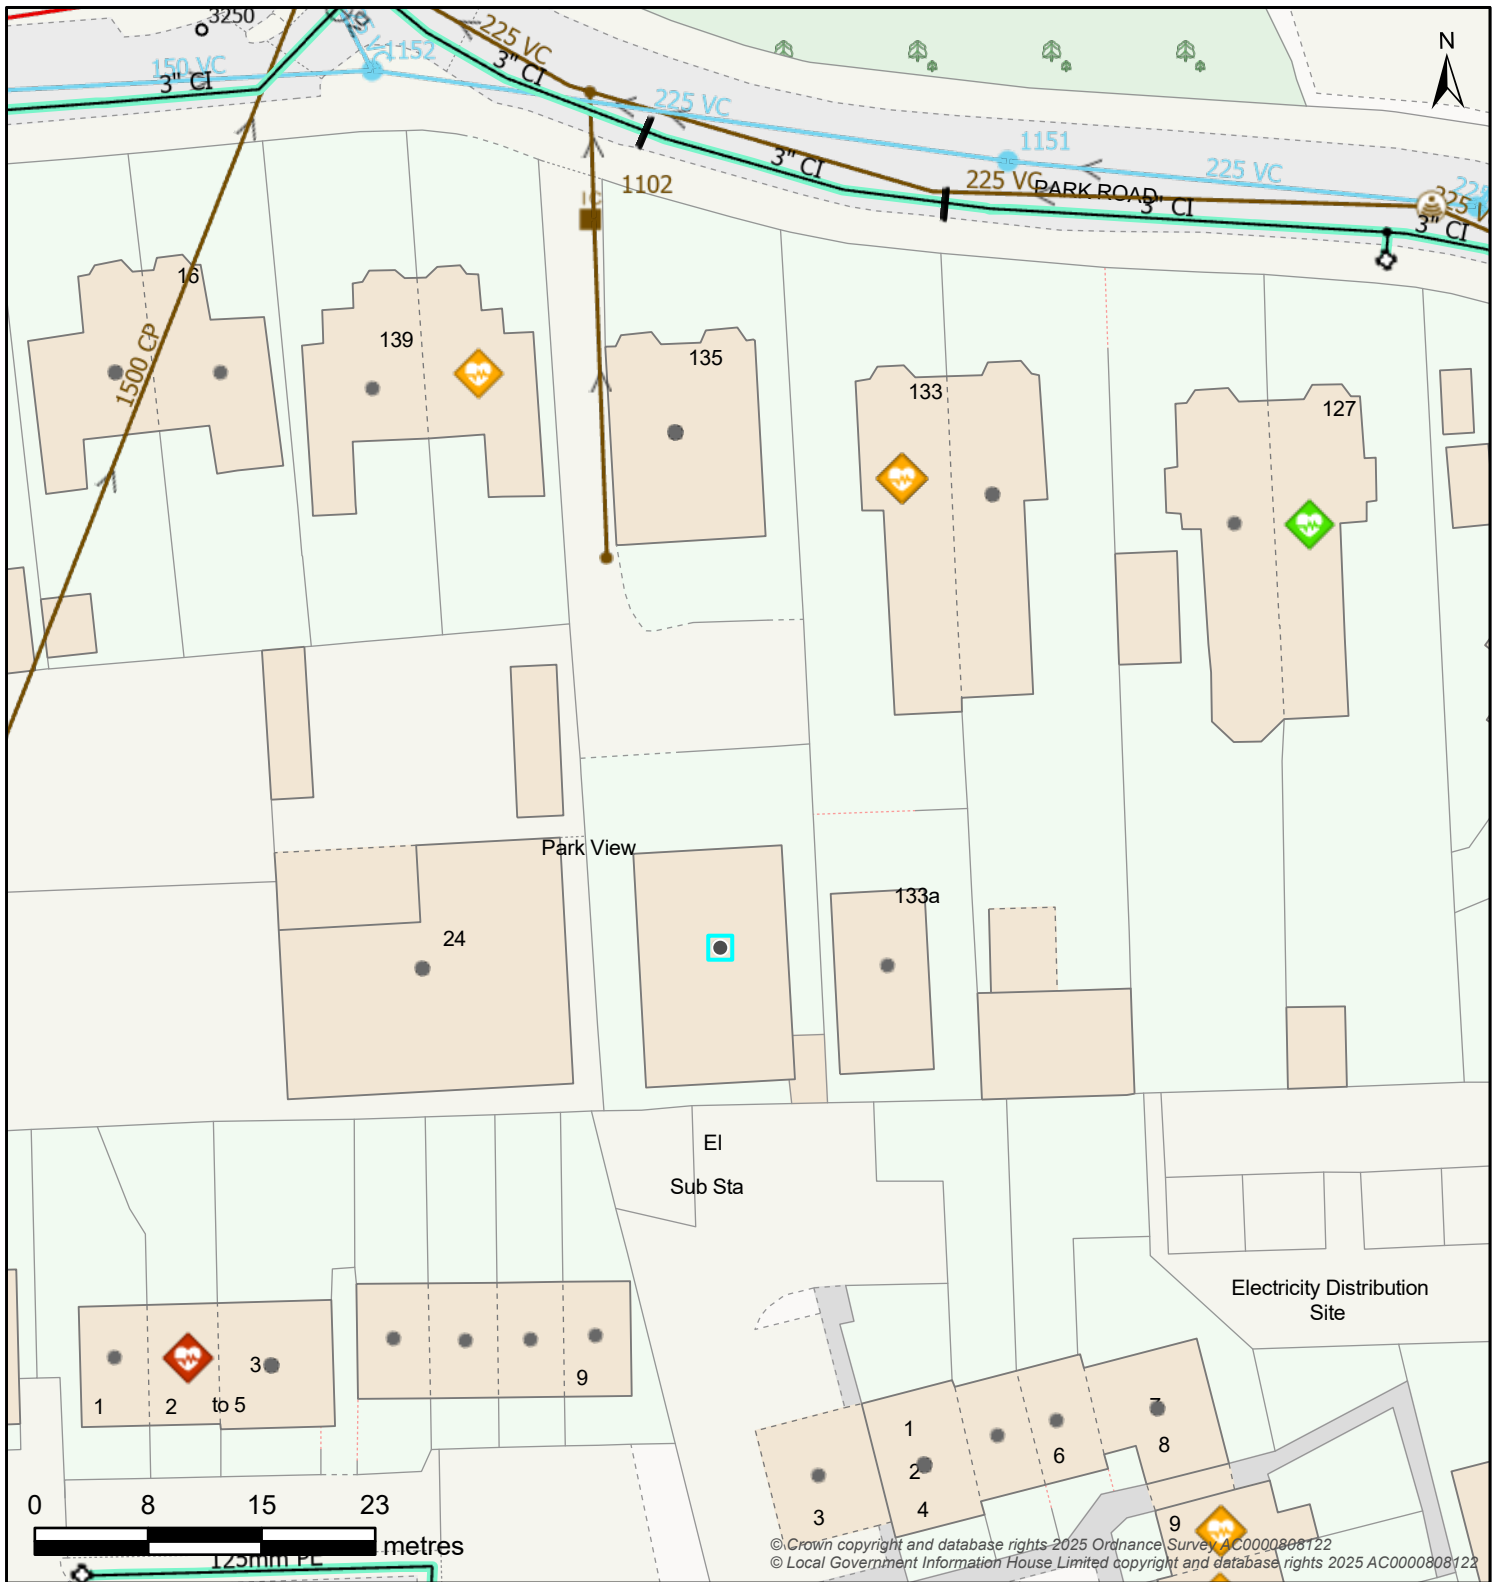 3250
225 VC
1152
150 VC
3" CI
3" CI
225 VC
N
1151
3" CI
225 VC
225 VC
PARK ROAD
3" CI
225
225 V
3" CI
1102
IC
16
139
135
133
127
1500 CP
Park View
133a
24
El
Sub Sta
Electricity Distribution
Site
1
2
3
to 5
9
1
2
4
3
6
7
8
9
0 8 15 23
metres
125mm PE
© Crown copyright and database rights 2025 Ordnance Survey AC0000808122
© Local Government Information House Limited copyright and database rights 2025 AC0000808122